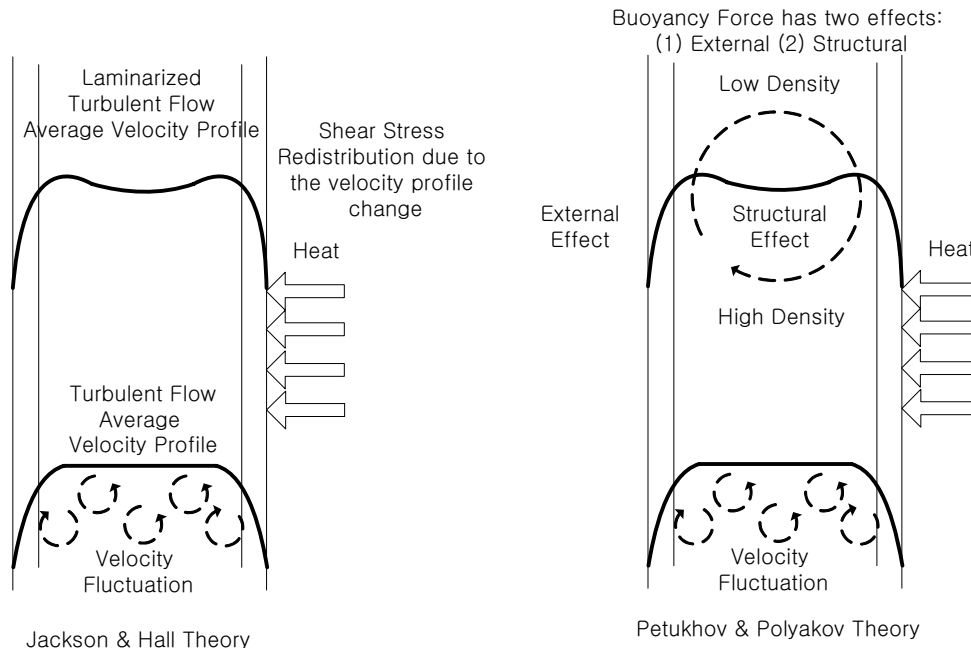 Laminarized
Turbulent Flow
Average Velocity Profile
Shear Stress
Redistribution due to
the velocity profile
change
Heat
Turbulent Flow
Average
Velocity Profile
Velocity
Fluctuation
Jackson & Hall Theory
Buoyancy Force has two effects:
(1) External (2) Structural
Low Density
External
Effect
Structural
Effect
Heat
High Density
Velocity
Fluctuation
Petukhov & Polyakov Theory